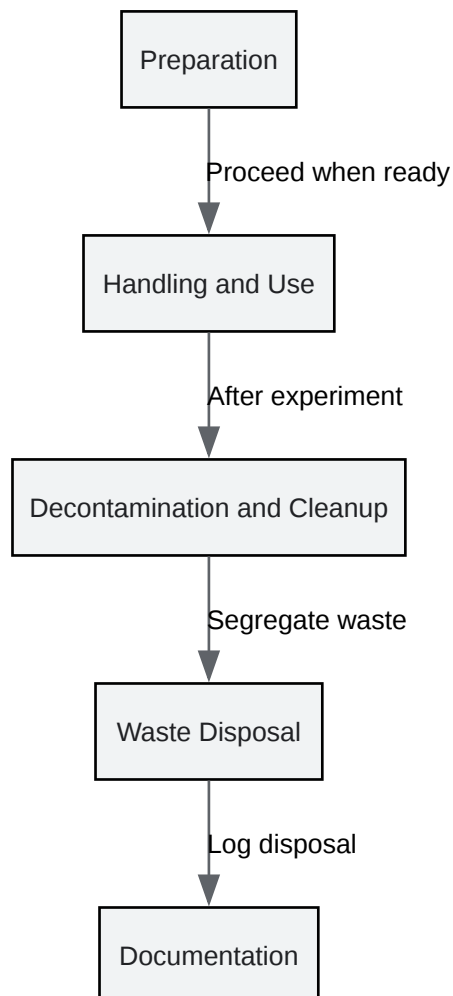 Preparation
Proceed when ready
Handling and Use
After experiment
Decontamination and Cleanup
Segregate waste
Waste Disposal
Log disposal
Documentation